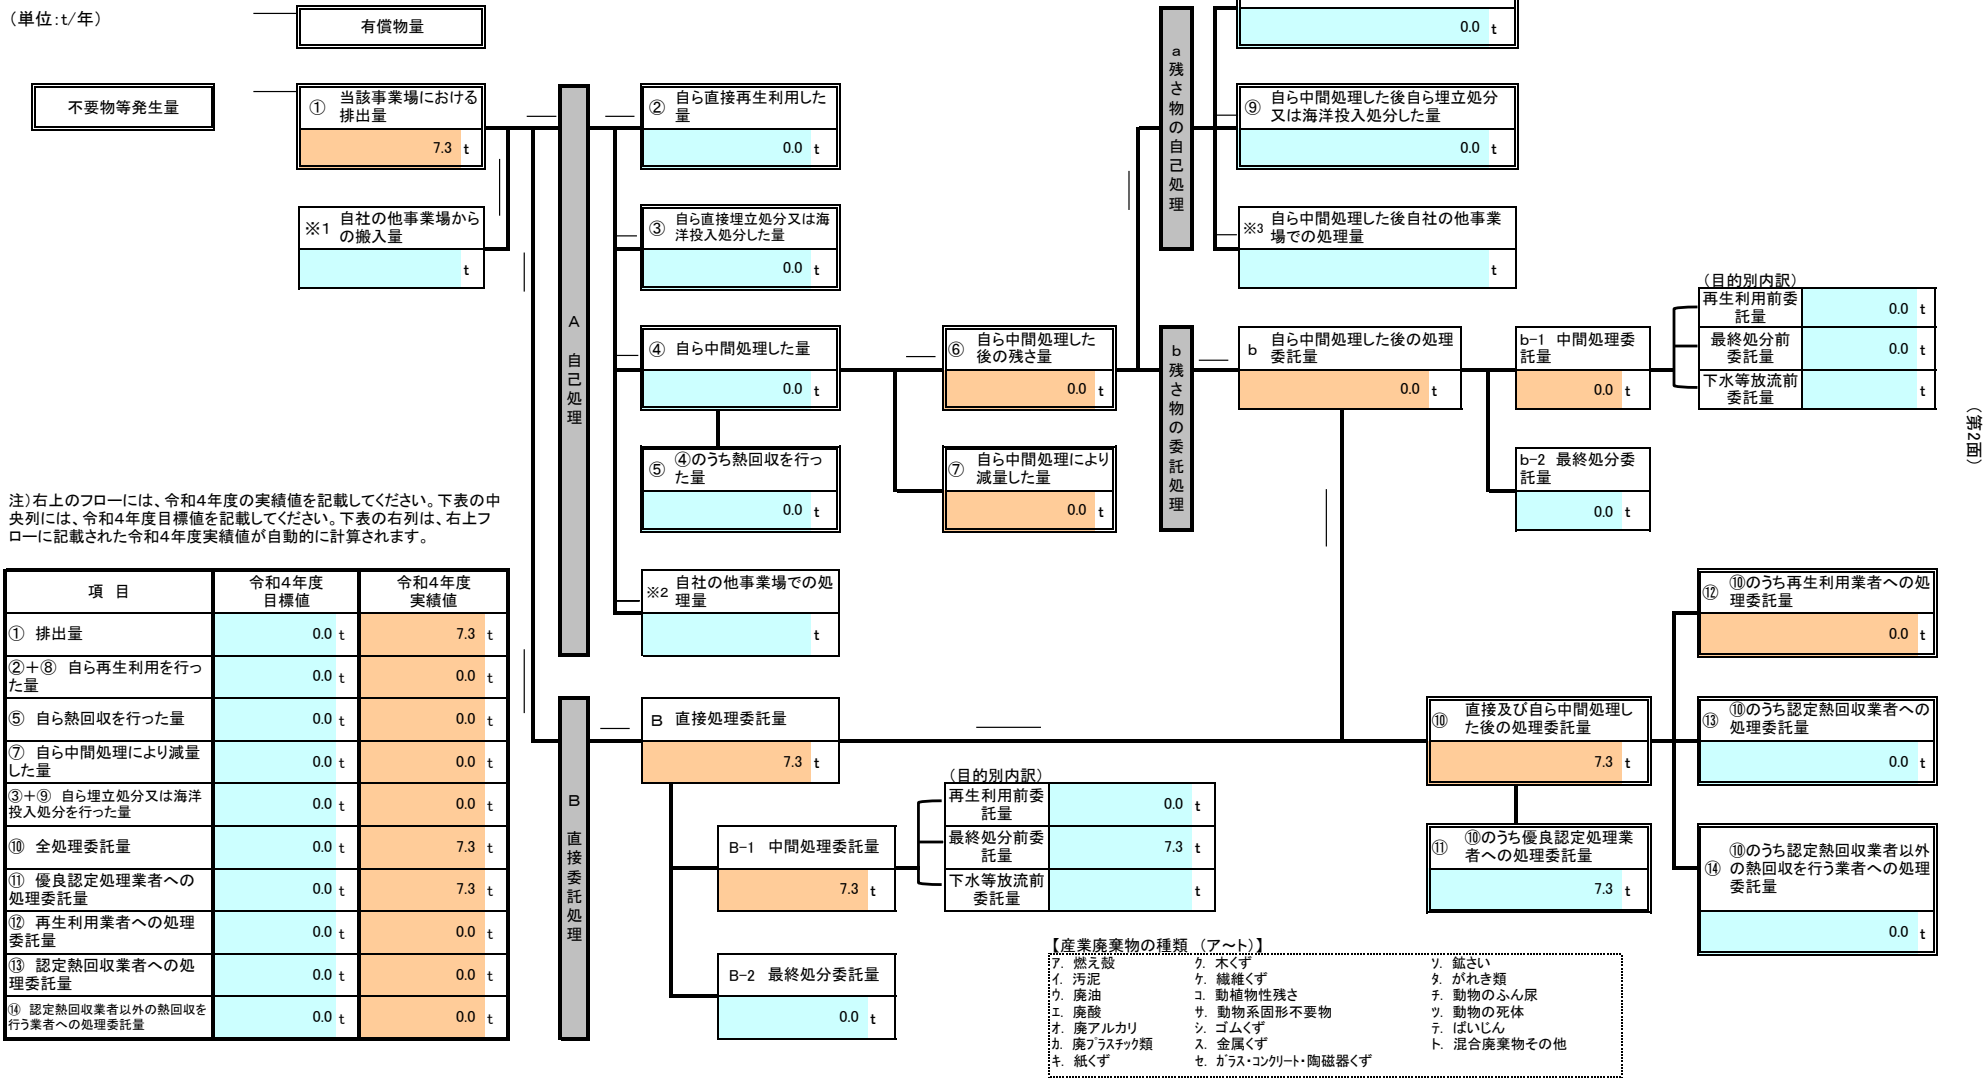 （単位：t/年）
有償物量
0.0 t
不要物等発生量
① 当該事業場における
排出量
7.3 t
※1 自社の他事業場から
の搬入量
t
A 自己処理
② 自ら直接再生利用した
量
0.0 t
③ 自ら直接埋立処分又は海
洋投入処分した量
0.0 t
④ 自ら中間処理した量
0.0 t
⑤ ④のうち熱回収を行っ
た量
0.0 t
※2 自社の他事業場での処
理量
t
⑥ 自ら中間処理した
後の残さ量
0.0 t
⑦ 自ら中間処理により
減量した量
0.0 t
a 残さ物の自己処理
⑨ 自ら中間処理した後自ら埋立処分
又は海洋投入処分した量
0.0 t
※3 自ら中間処理した後自社の他事業
場での処理量
t
b 残さ物の委託処理
b 自ら中間処理した後の処理
委託量
0.0 t
b-1 中間処理委
託量
0.0 t
b-2 最終処分委
託量
0.0 t
（目的別内訳）
再生利用前委
託量
0.0 t
最終処分前
委託量
0.0 t
下水等放流前
委託量
t
（第2面）
注）右上のフローには、令和4年度の実績値を記載してください。下表の中
央列には、令和4年度目標値を記載してください。下表の右列は、右上フ
ローに記載された令和4年度実績値が自動的に計算されます。
項 目
令和4年度
目標値
令和4年度
実績値
① 排出量
0.0 t 7.3 t
②＋⑧ 自ら再生利用を行っ
た量
0.0 t 0.0 t
⑤ 自ら熱回収を行った量
0.0 t 0.0 t
⑦ 自ら中間処理により減量
した量
0.0 t 0.0 t
③＋⑨ 自ら埋立処分又は海洋
投入処分を行った量
0.0 t 0.0 t
⑩ 全処理委託量
0.0 t 7.3 t
⑪ 優良認定処理業者への
処理委託量
0.0 t 7.3 t
⑫ 再生利用業者への処理
委託量
0.0 t 0.0 t
⑬ 認定熱回収業者への処
理委託量
0.0 t 0.0 t
⑭ 認定熱回収業者以外の熱回収を
行う業者への処理委託量
0.0 t 0.0 t
B 直接委託処理
B 直接処理委託量
7.3 t
B-1 中間処理委託量
7.3 t
B-2 最終処分委託量
0.0 t
（目的別内訳）
再生利用前委
託量
0.0 t
最終処分前委
託量
7.3 t
下水等放流前
委託量
t
⑩ 直接及び自ら中間処理し
た後の処理委託量
7.3 t
⑪ ⑩のうち優良認定処理業
者への処理委託量
7.3 t
⑫ ⑩のうち再生利用業者への処
理委託量
0.0 t
⑬ ⑩のうち認定熱回収業者への
処理委託量
0.0 t
⑭ ⑩のうち認定熱回収業者以外
の熱回収を行う業者への処理
委託量
0.0 t
【産業廃棄物の種類 （ア～ト）】
ア. 燃え殻 ク. 木くず ソ. 鉱さい
イ. 汚泥 ケ. 繊維くず タ. がれき類
ウ. 廃油 コ. 動植物性残さ チ. 動物のふん尿
エ. 廃酸 サ. 動物系固形不要物 ツ. 動物の死体
オ. 廃アルカリ シ. ゴムくず テ. ばいじん
カ. 廃プラスチック類 ス. 金属くず ト. 混合廃棄物その他
キ. 紙くず セ. ガラス・コンクリート・陶磁器くず